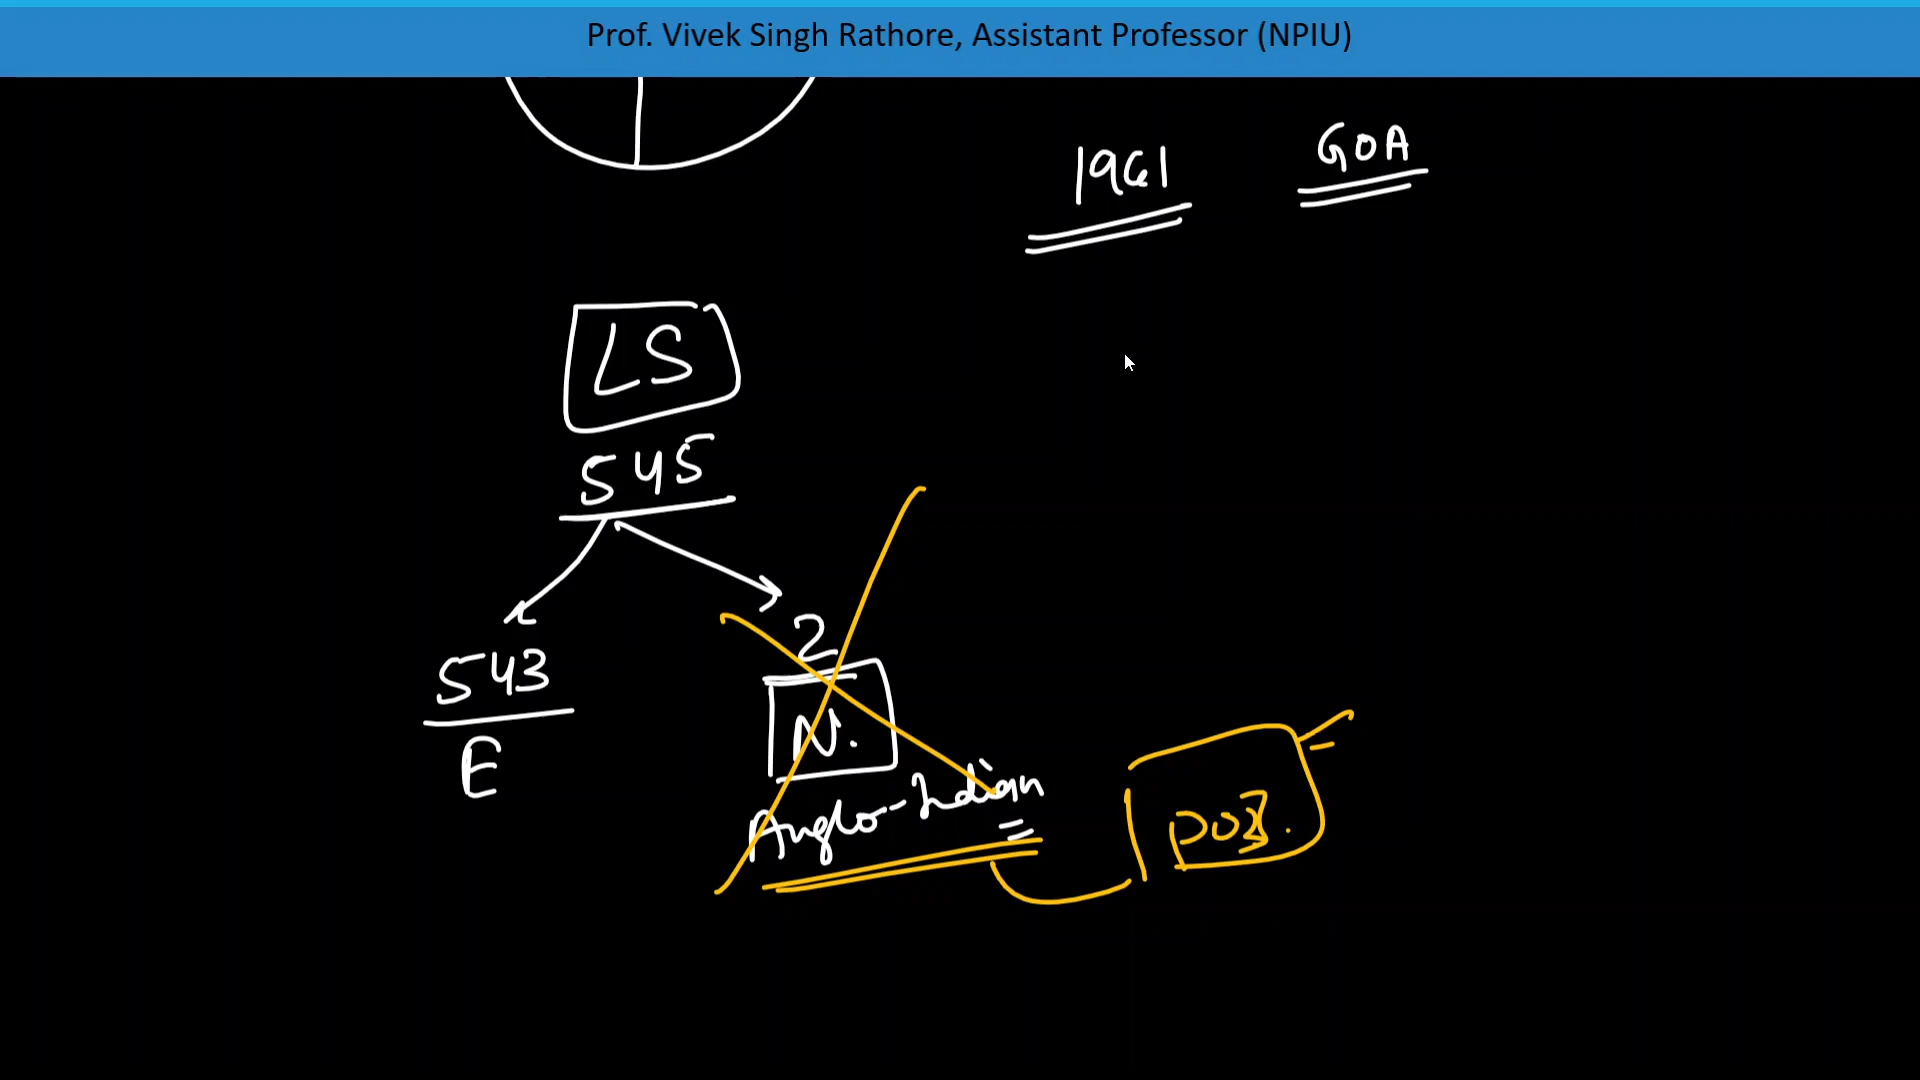 Prof. Vivek Singh Rathore, Assistant Professor (NPIU)
1961
GOA
LS
545
2
543
N.
E
Anglo-Indian